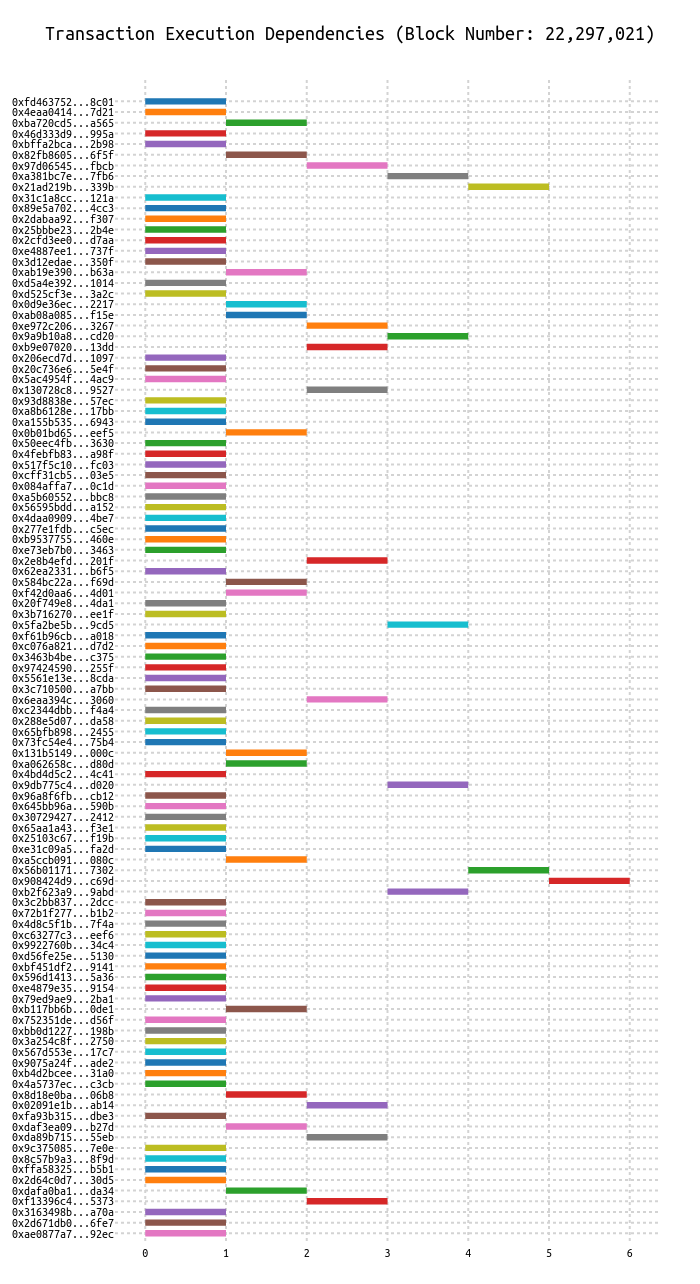 Transaction Execution Dependencies (Block Number: 22,297,021)
0xfd463752...8c01
0x4eaa0414...7d21
0xba720cd5...a565
0x46d333d9...995a
0xbffa2bca...2b98
0x82fb8605...6f5f
0x97d06545...fbcb
0xa381bc7e...7fb6
0x21ad219b...339b
0x31c1a8cc...121a
0x89e5a702...4cc3
0x2dabaa92...f307
0x25bbbe23...2b4e
0x2cfd3ee0...d7aa
0xe4887ee1...737f
0x3d12edae...350f
0xab19e390...b63a
0xd5a4e392...1014
0xd525cf3e...3a2c
0x0d9e36ec...2217
0xab08a085...f15e
0xe972c206...3267
0x9a9b10a8...cd20
0xb9e07020...13dd
0x206ecd7d...1097
0x20c736e6...5e4f
0x5ac4954f...4ac9
0x130728c8...9527
0x93d8838e...57ec
0xa8b6128e...17bb
0xa155b535...6943
0x0b01bd65...eef5
0x50eec4fb...3630
0x4febfb83...a98f
0x517f5c10...fc03
0xcff31cb5...03e5
0x084affa7...0c1d
0xa5b60552...bbc8
0x56595bdd...a152
0x4daa0909...4be7
0x277e1fdb...c5ec
0xb9537755...460e
0xe73eb7b0...3463
0x2e8b4efd...201f
0x62ea2331...b6f5
0x584bc22a...f69d
0xf42d0aa6...4d01
0x20f749e8...4da1
0x3b716270...ee1f
0x5fa2be5b...9cd5
0xf61b96cb...a018
0xc076a821...d7d2
0x3463b4be...c375
0x97424590...255f
0x5561e13e...8cda
0x3c710500...a7bb
0x6eaa394c...3060
0xc2344dbb...f4a4
0x288e5d07...da58
0x65bfb898...2455
0x73fc54e4...75b4
0x131b5149...000c
0xa062658c...d80d
0x4bd4d5c2...4c41
0x9db775c4...d020
0x96a8f6fb...cb12
0x645bb96a...590b
0x30729427...2412
0x65aa1a43...f3e1
0x25103c67...f19b
0xe31c09a5...fa2d
0xa5ccb091...080c
0x56b01171...7302
0x908424d9...c69d
0xb2f623a9...9abd
0x3c2bb837...2dcc
0x72b1f277...b1b2
0x4d8c5f1b...7f4a
0xc63277c3...eef6
0x9922760b...34c4
0xd56fe25e...5130
0xbf451df2...9141
0x596d1413...5a36
0xe4879e35...9154
0x79ed9ae9...2ba1
0xb117bb6b...0de1
0x752351de...d56f
0xbb0d1227...198b
0x3a254c8f...2750
0x567d553e...17c7
0x9075a24f...ade2
0xb4d2bcee...31a0
0x4a5737ec...c3cb
0x8d18e0ba...06b8
0x02091e1b...ab14
0xfa93b315...dbe3
0xdaf3ea09...b27d
0xda89b715...55eb
0x9c375085...7e0e
0x8c57b9a3...8f9d
0xffa58325...b5b1
0x2d64c0d7...30d5
0xdafa0ba1...da34
0xf13396c4...5373
0x3163498b...a70a
0x2d671db0...6fe7
0xae0877a7...92ec
0 1 2 3 4 5 6